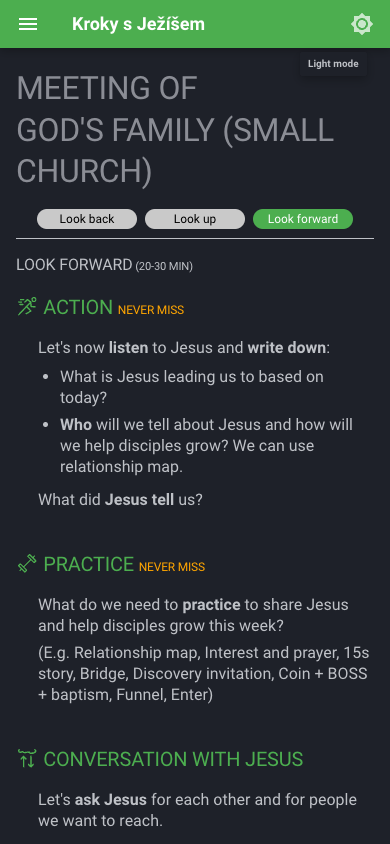 Kroky s Ježíšem
Light mode
MEETING OF
GOD'S FAMILY (SMALL
CHURCH)
Look back
Look up
Look forward
LOOK FORWARD (20-30 MIN)
ACTION NEVER MISS
Let's now listen to Jesus and write down:
• What is Jesus leading us to based on
today?
• Who will we tell about Jesus and how will
we help disciples grow? We can use
relationship map.
What did Jesus tell us?
PRACTICE NEVER MISS
What do we need to practice to share Jesus
and help disciples grow this week?
(E.g. Relationship map, Interest and prayer, 15s
story, Bridge, Discovery invitation, Coin + BOSS
+ baptism, Funnel, Enter)
CONVERSATION WITH JESUS
Let's ask Jesus for each other and for people
we want to reach.